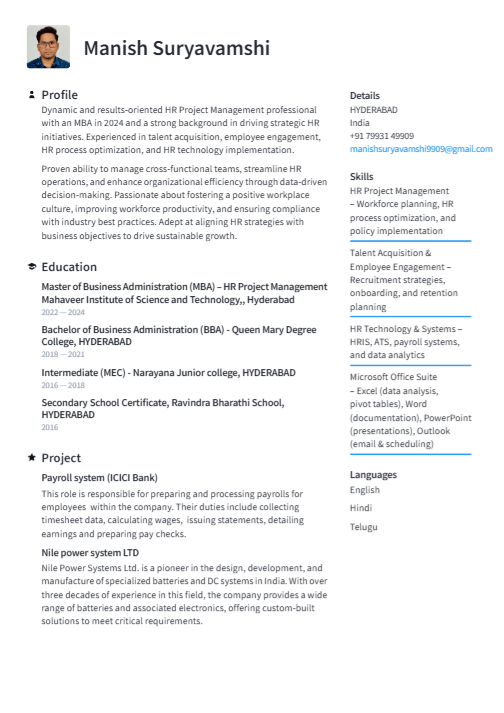 Manish Suryavamshi
Profile
Dynamic and results-oriented HR Project Management professional
with an MBA in 2024 and a strong background in driving strategic HR
initiatives. Experienced in talent acquisition, employee engagement,
HR process optimization, and HR technology implementation.
Proven ability to manage cross-functional teams, streamline HR
operations, and enhance organizational efficiency through data-driven
decision-making. Passionate about fostering a positive workplace
culture, improving workforce productivity, and ensuring compliance
with industry best practices. Adept at aligning HR strategies with
business objectives to drive sustainable growth.
Education
Master of Business Administration (MBA) – HR Project Management
Mahaveer Institute of Science and Technology,, Hyderabad
2022 — 2024
Bachelor of Business Administration (BBA) - Queen Mary Degree
College, HYDERABAD
2018 — 2021
Intermediate (MEC) - Narayana Junior college, HYDERABAD
2016 — 2018
Secondary School Certificate, Ravindra Bharathi School,
HYDERABAD
2016
Project
Payroll system (ICICI Bank)
This role is responsible for preparing and processing payrolls for
employees within the company. Their duties include collecting
timesheet data, calculating wages, issuing statements, detailing
earnings and preparing pay checks.
Nile power system LTD
Nile Power Systems Ltd. is a pioneer in the design, development, and
manufacture of specialized batteries and DC systems in India. With over
three decades of experience in this field, the company provides a wide
range of batteries and associated electronics, offering custom-built
solutions to meet critical requirements.
Details
HYDERABAD
India
+91 79931 49909
manishsuryavamshi9909@gmail.com
Skills
HR Project Management
– Workforce planning, HR
process optimization, and
policy implementation
Talent Acquisition &
Employee Engagement –
Recruitment strategies,
onboarding, and retention
planning
HR Technology & Systems –
HRIS, ATS, payroll systems,
and data analytics
Microsoft Office Suite
– Excel (data analysis,
pivot tables), Word
(documentation), PowerPoint
(presentations), Outlook
(email & scheduling)
Languages
English
Hindi
Telugu